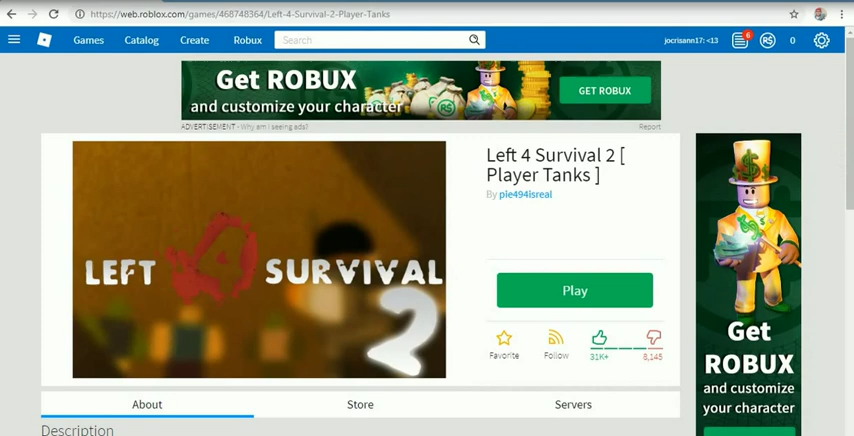 https://web.roblox.com/games/468748364/Left-4-Survival-2-Player-Tanks
Games Catalog Create Robux Search jocrisann17: <13 6 R$ 0
Get ROBUX
and customize your character
GET ROBUX
ADVERTISEMENT - Why am I seeing ads? Report
LEFT 4 SURVIVAL
2
Left 4 Survival 2 [
Player Tanks ]
By pie494isreal
Play
Favorite Follow 31K+ 8,145
Get
ROBUX
and customize
your character
About Store Servers
Description